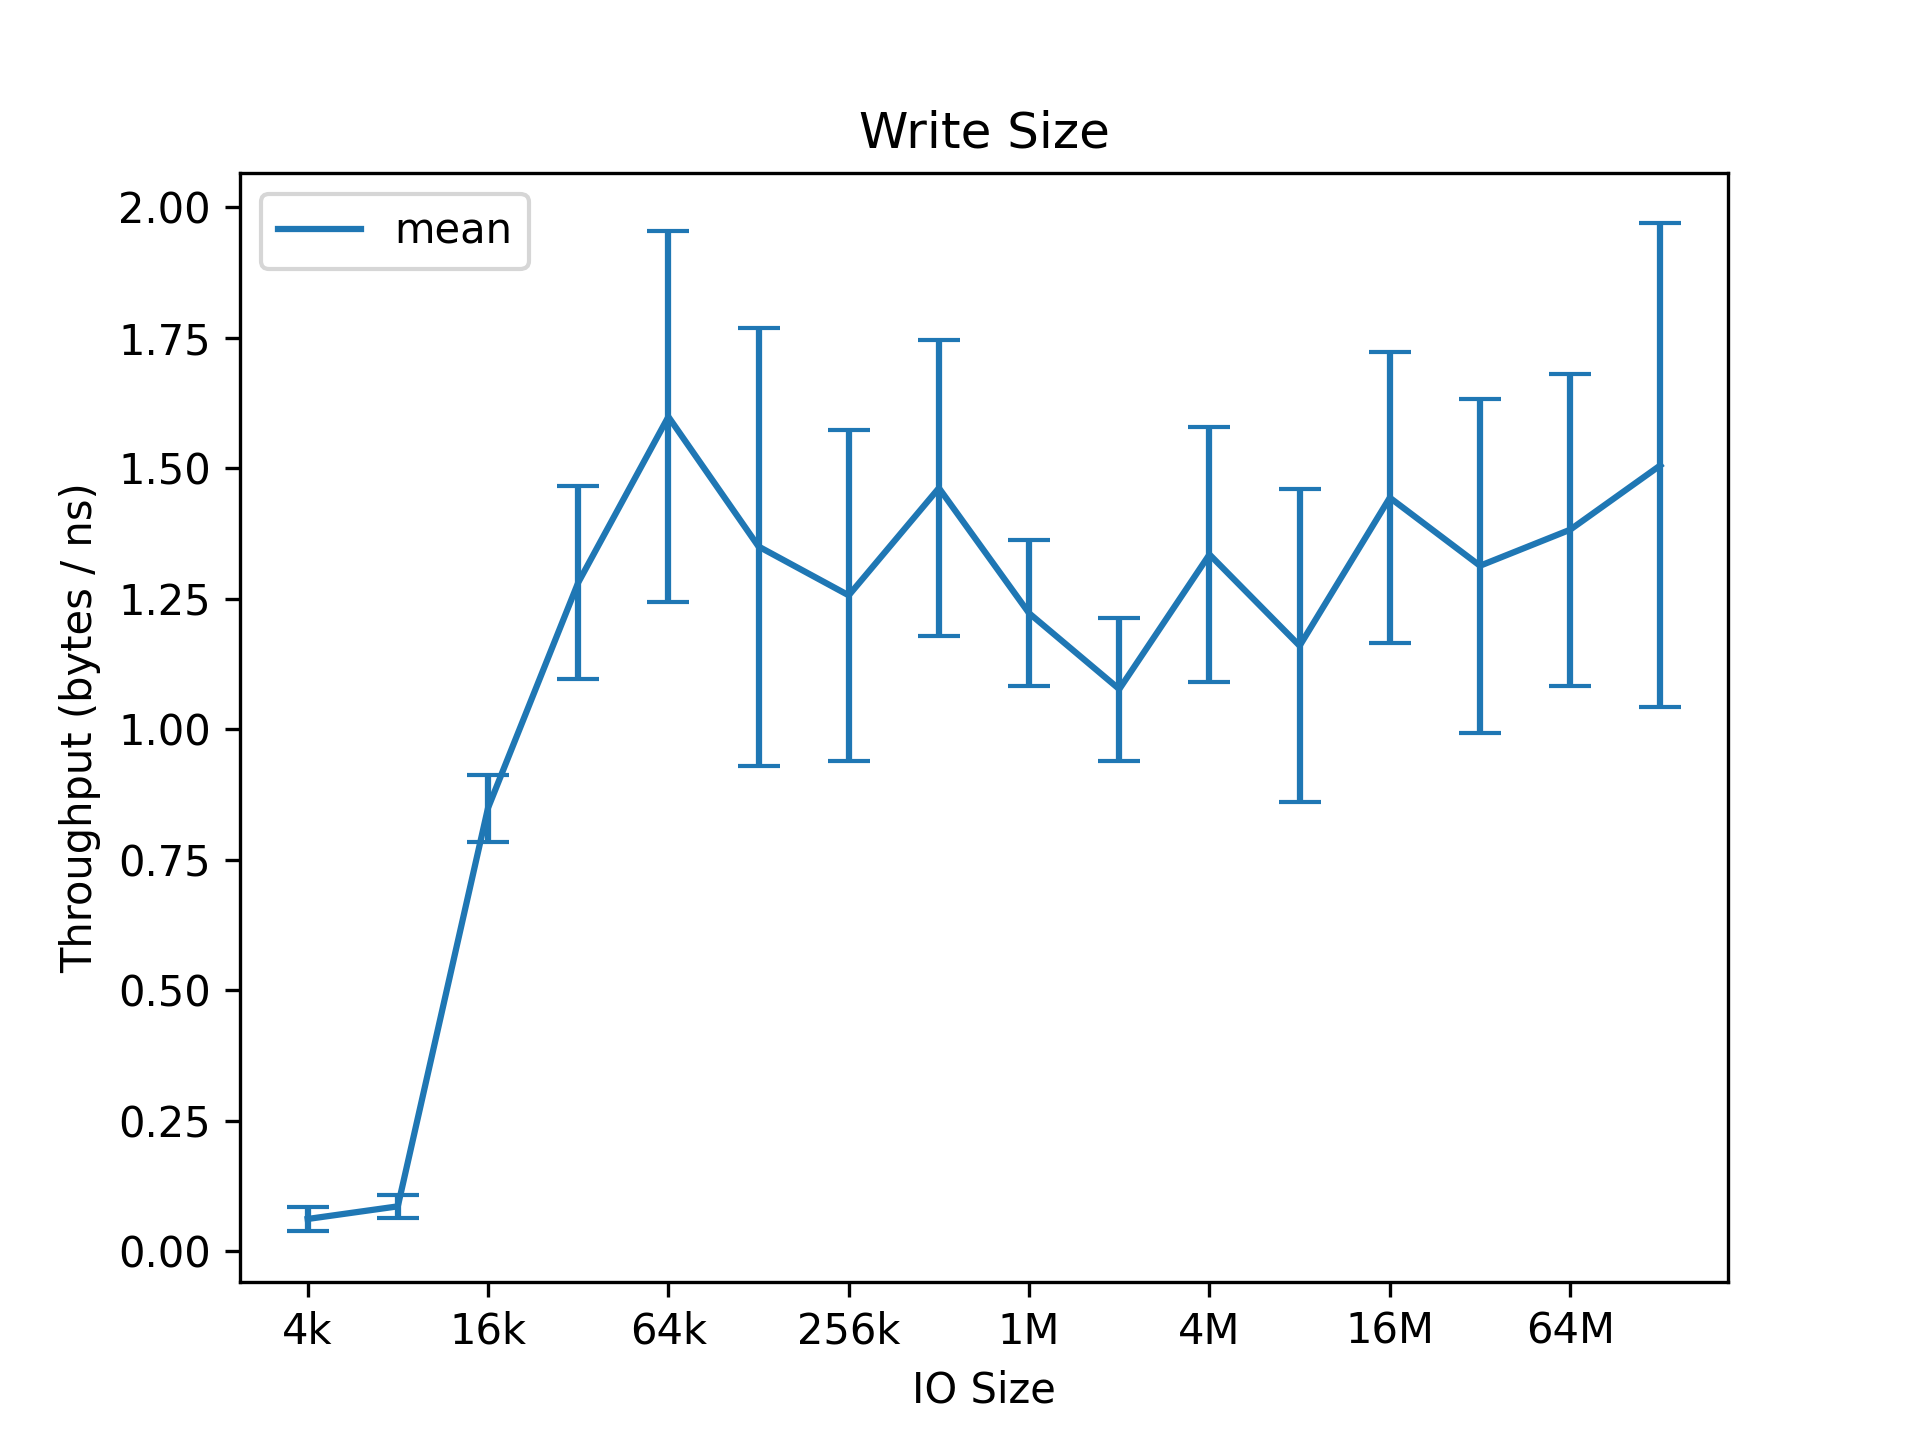 Write Size
mean
2.00
1.75
1.50
1.25
1.00
0.75
0.50
0.25
0.00
Throughput (bytes / ns)
4k 16k 64k 256k 1M 4M 16M 64M
IO Size